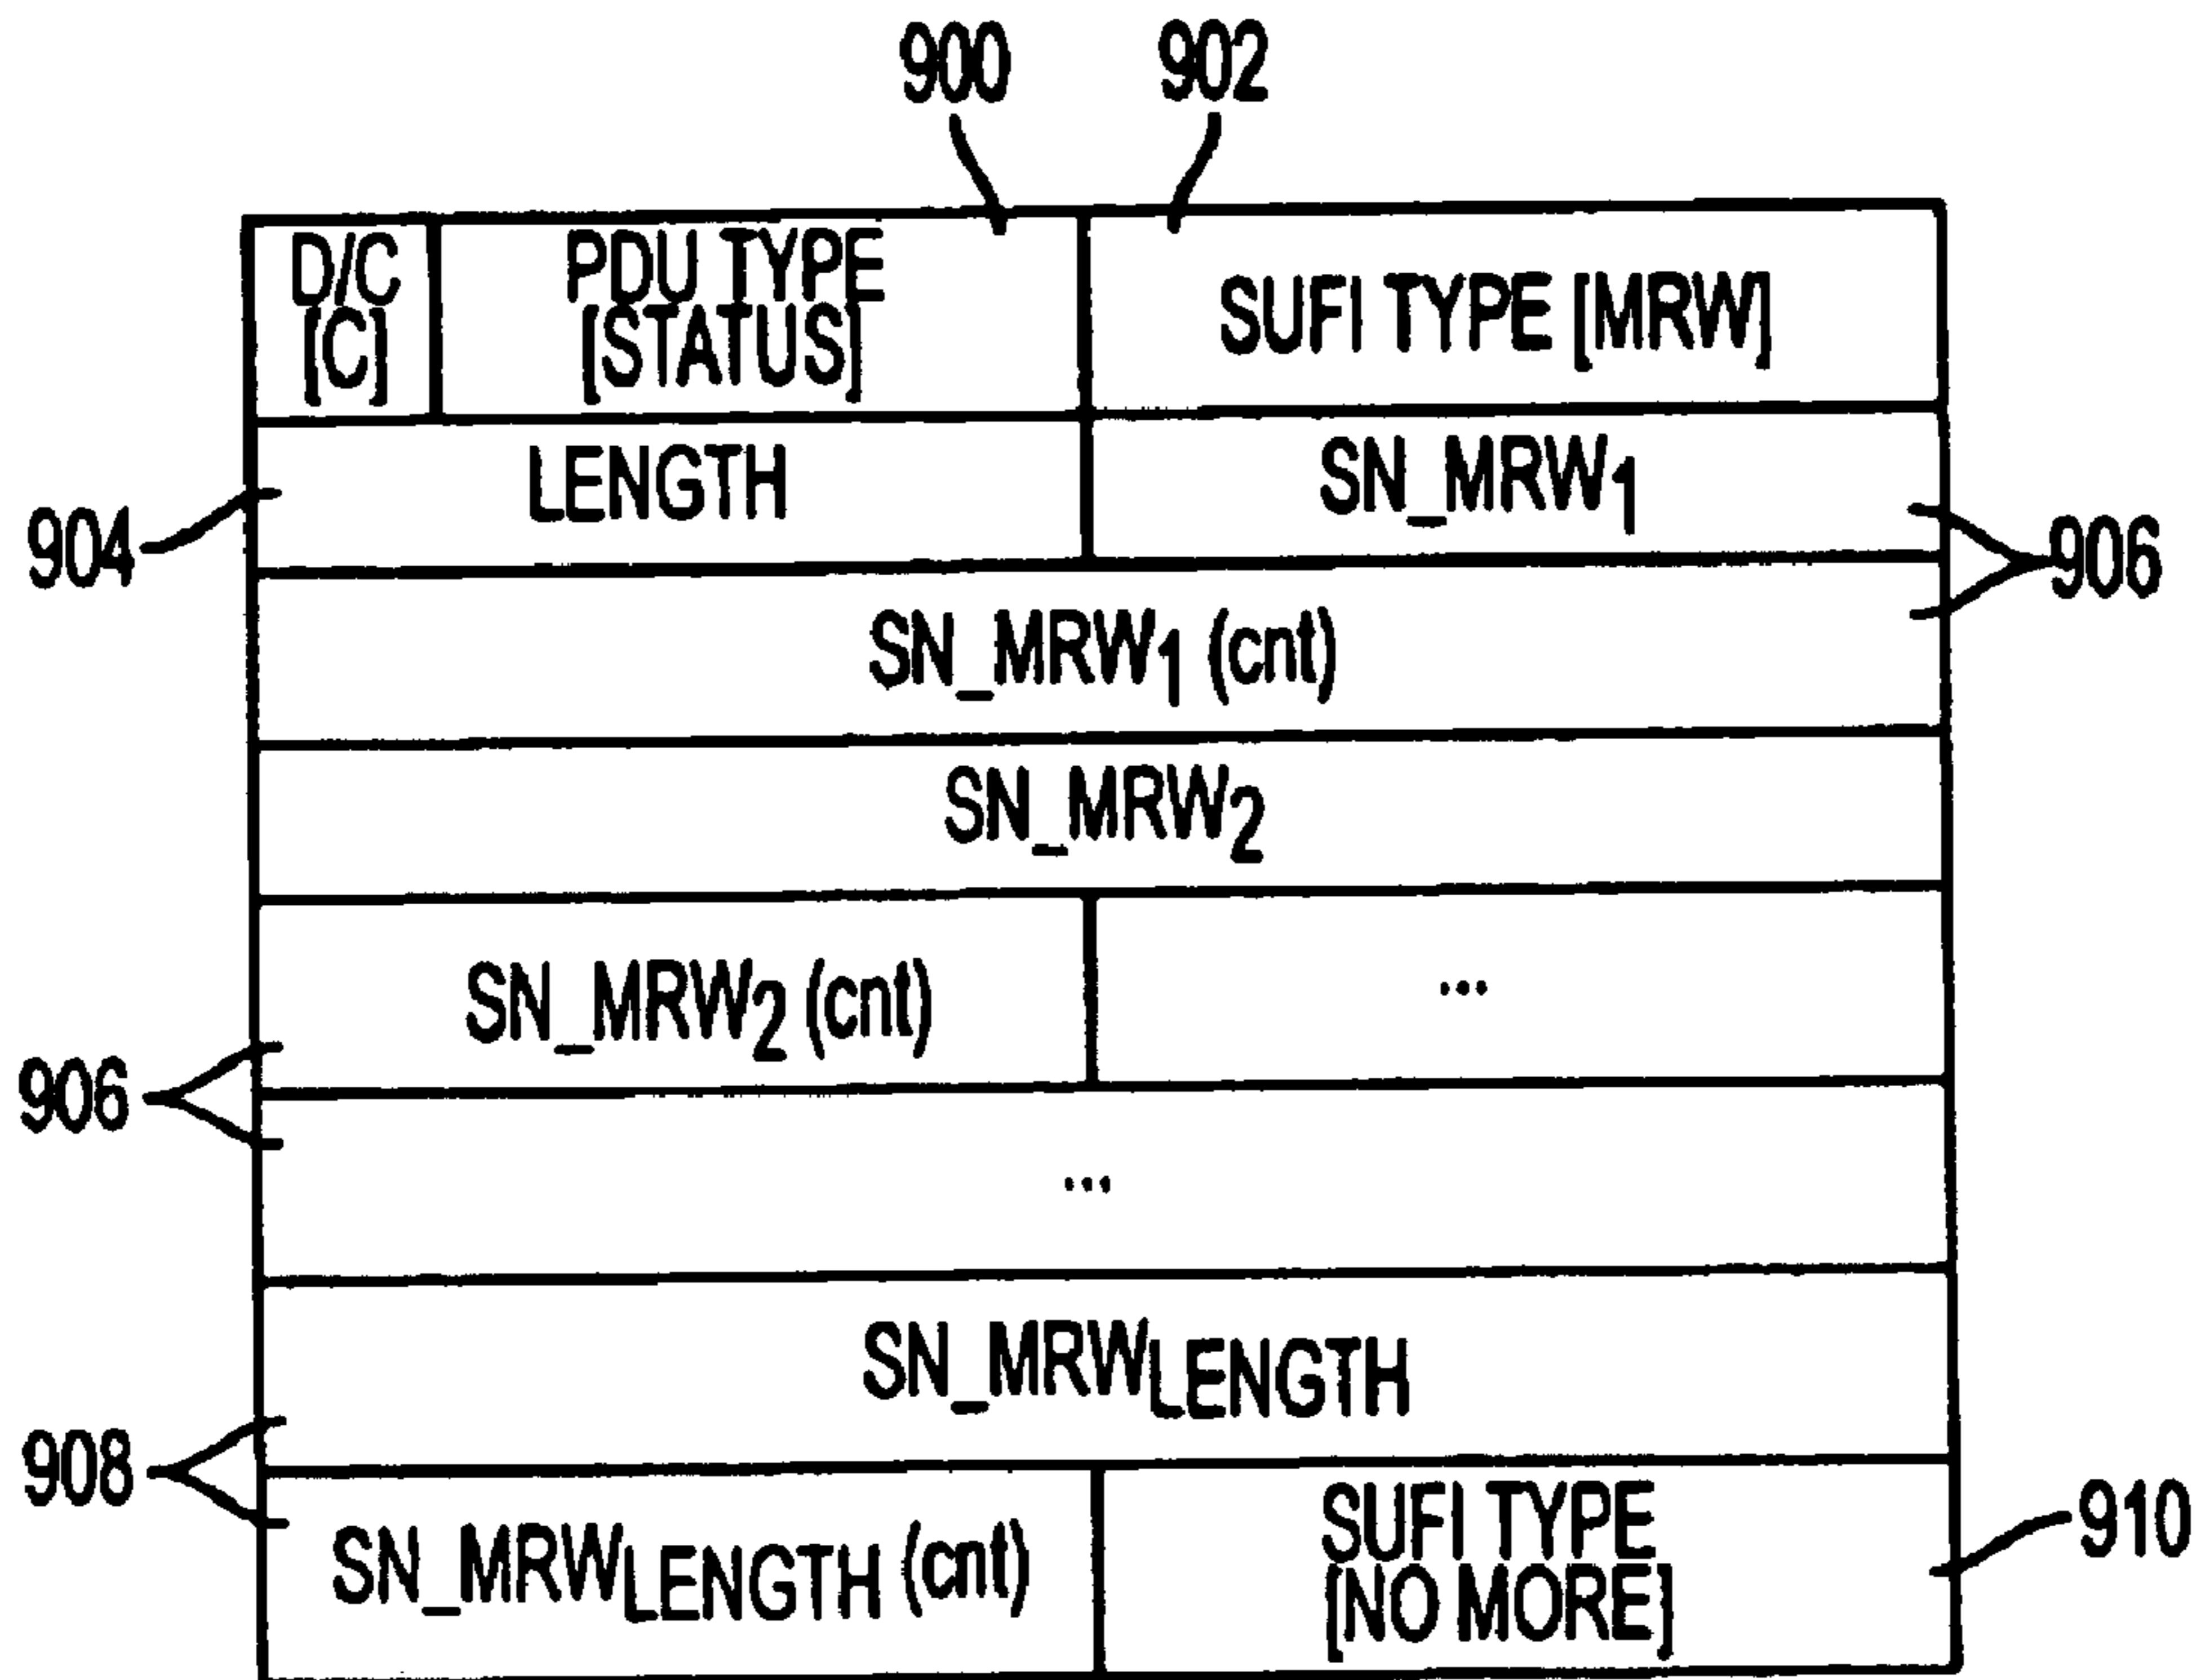 900 902
D/C PDU TYPE
[C] [STATUS] SUFI TYPE [MRW]
LENGTH SN_MRW1
904 906
SN_MRW1 (cnt)
SN_MRW2
SN_MRW2 (cnt) ...
906
...
SN_MRWLENGTH
908
SN_MRWLENGTH (cnt) SUFI TYPE
[NO MORE] 910